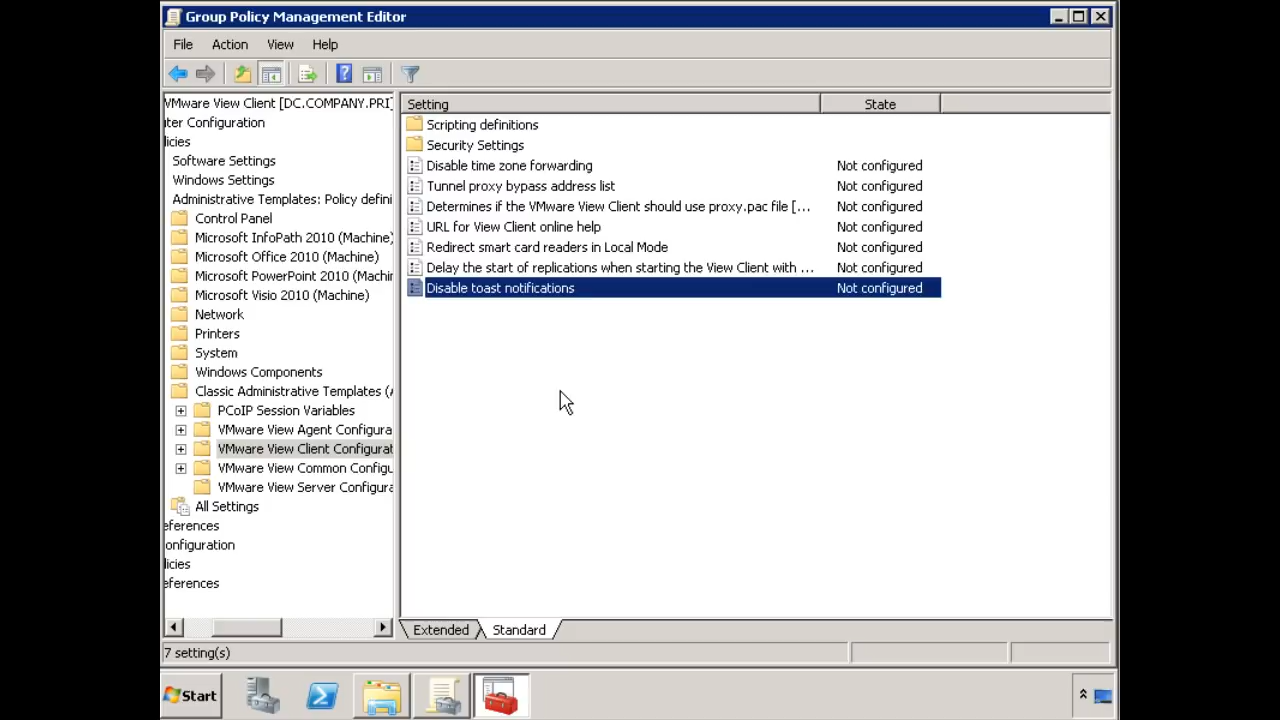 Group Policy Management Editor
File Action View Help
VMware View Client [DC.COMPANY.PRI]
ter Configuration
icies
Software Settings
Windows Settings
Administrative Templates: Policy defini
Control Panel
Microsoft InfoPath 2010 (Machine)
Microsoft Office 2010 (Machine)
Microsoft PowerPoint 2010 (Machin
Microsoft Visio 2010 (Machine)
Network
Printers
System
Windows Components
Classic Administrative Templates (A
PCoIP Session Variables
VMware View Agent Configura
VMware View Client Configurat
VMware View Common Configu
VMware View Server Configura
All Settings
eferences
onfiguration
licies
eferences
Setting State
Scripting definitions
Security Settings
Disable time zone forwarding Not configured
Tunnel proxy bypass address list Not configured
Determines if the VMware View Client should use proxy.pac file [... Not configured
URL for View Client online help Not configured
Redirect smart card readers in Local Mode Not configured
Delay the start of replications when starting the View Client with ... Not configured
Disable toast notifications Not configured
Extended Standard
7 setting(s)
Start